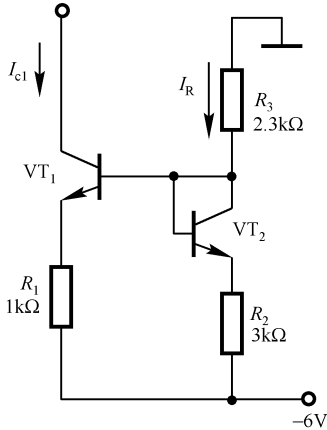 I_c1
I_R
R_3
2.3kΩ
VT_1
VT_2
R_1
1kΩ
R_2
3kΩ
−6V